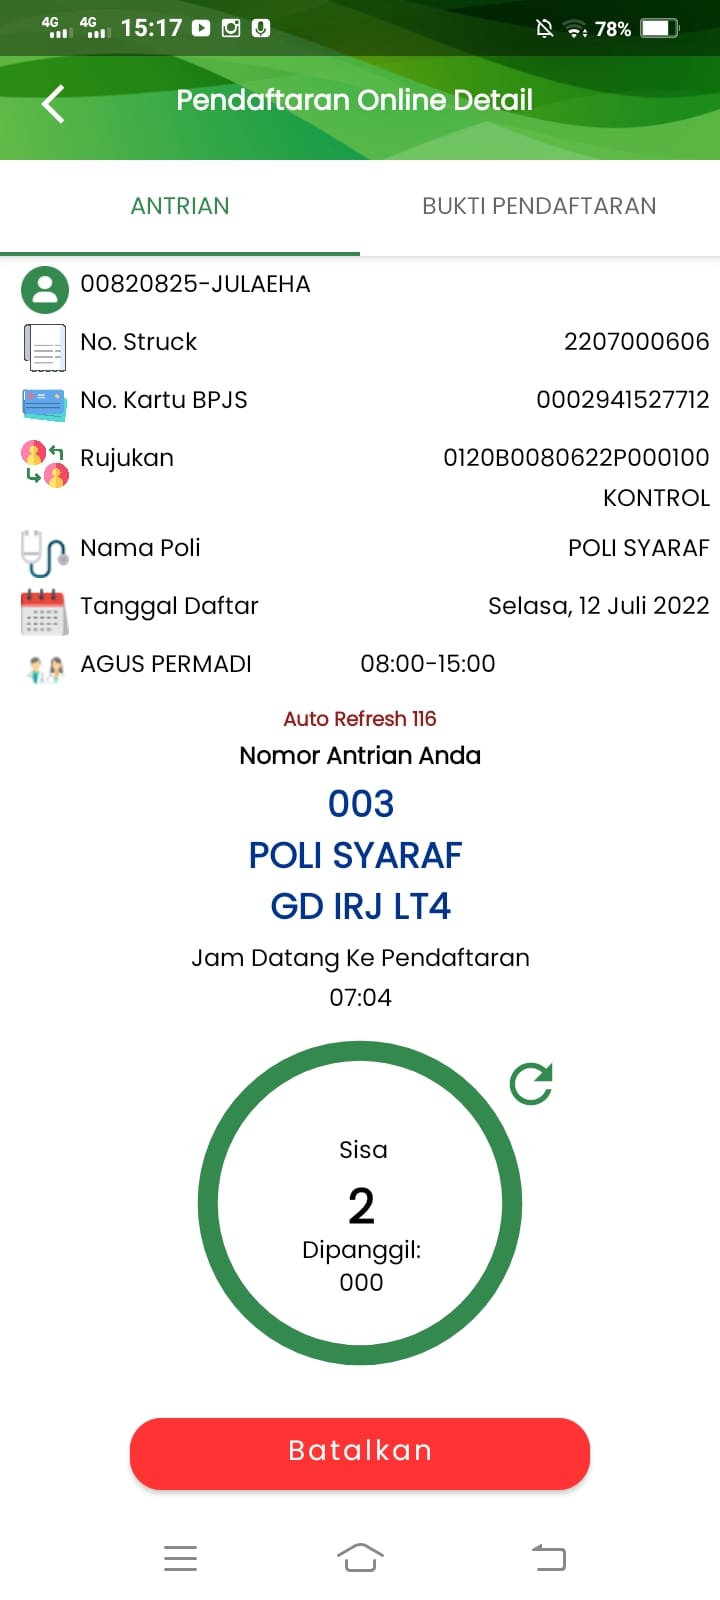 4G 4G 15:17 78%
Pendaftaran Online Detail
ANTRIAN BUKTI PENDAFTARAN
00820825-JULAEHA
No. Struck 2207000606
No. Kartu BPJS 0002941527712
Rujukan 0120B0080622P000100
KONTROL
Nama Poli POLI SYARAF
Tanggal Daftar Selasa, 12 Juli 2022
AGUS PERMADI 08:00-15:00
Auto Refresh 116
Nomor Antrian Anda
003
POLI SYARAF
GD IRJ LT4
Jam Datang Ke Pendaftaran
07:04
Sisa
2
Dipanggil:
000
Batalkan